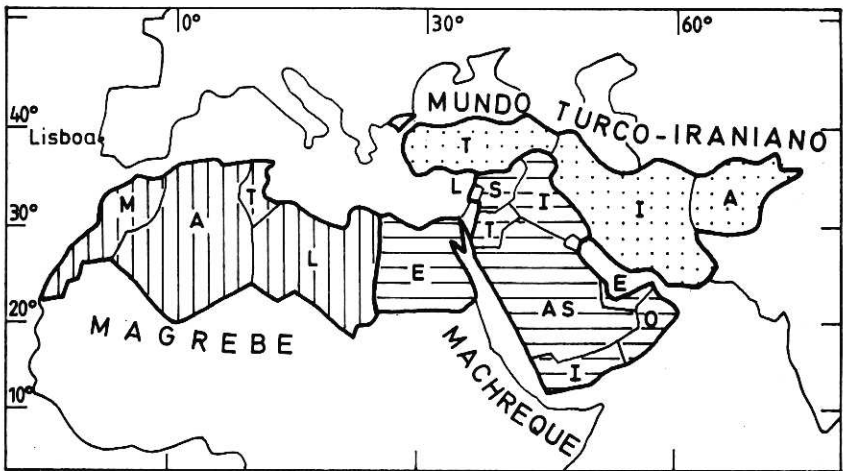 0° 30° 60°
MUNDO TURCO-IRANIANO
40°
Lisboa
T
L S I I A
M A T
30°
T
L E E
AS O
20°
I
MAGREBE
MACHREQUE
10°